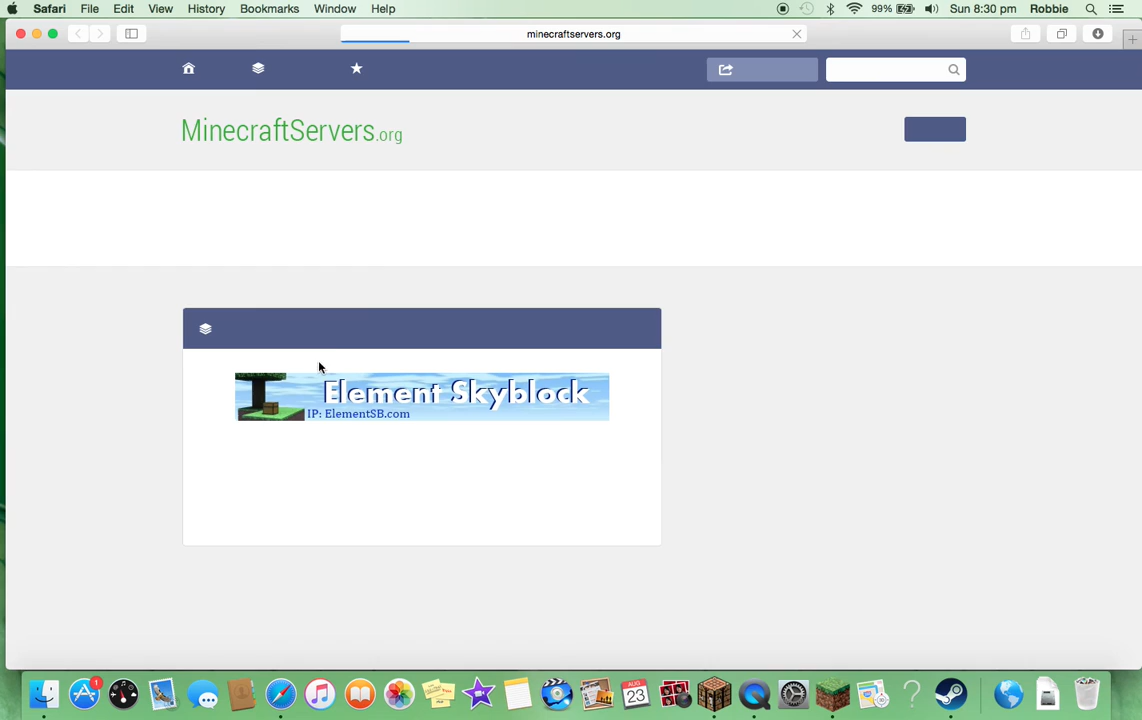 Safari File Edit View History Bookmarks Window Help 99% Sun 8:30 pm Robbie
minecraftservers.org
MinecraftServers.org
Element Skyblock
IP: ElementSB.com
1
AUG
23